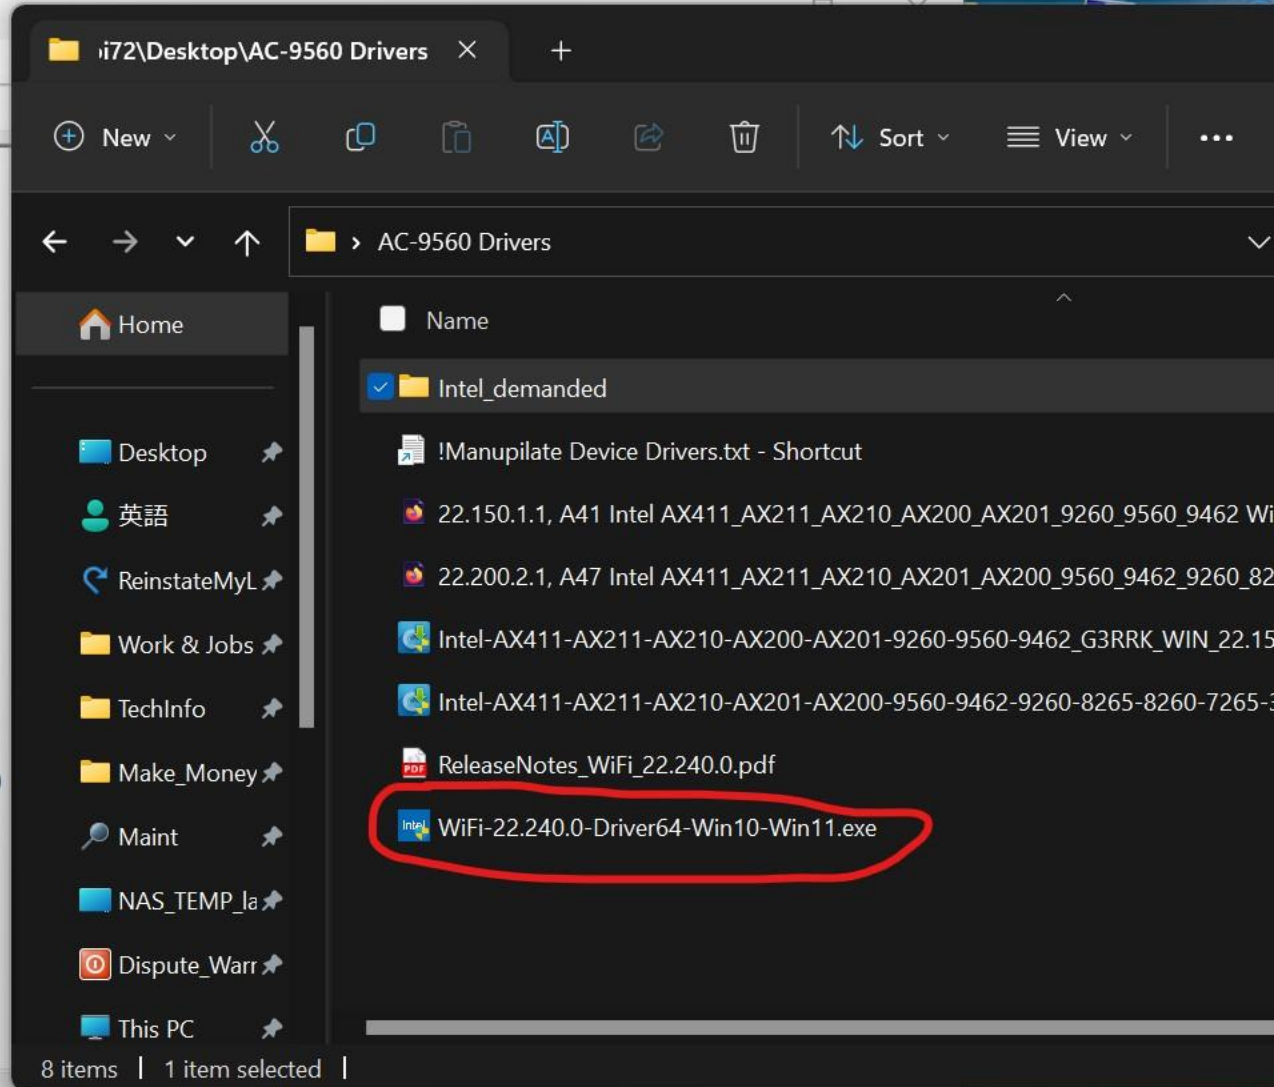 i72\Desktop\AC-9560 Drivers
New
Sort
View
AC-9560 Drivers
Home
Name
Intel_demanded
Desktop
!Manupilate Device Drivers.txt - Shortcut
英語
22.150.1.1, A41 Intel AX411_AX211_AX210_AX200_AX201_9260_9560_9462 Wi
ReinstateMyL
22.200.2.1, A47 Intel AX411_AX211_AX210_AX201_AX200_9560_9462_9260_82
Work & Jobs
Intel-AX411-AX211-AX210-AX200-AX201-9260-9560-9462_G3RRK_WIN_22.15
TechInfo
Intel-AX411-AX211-AX210-AX201-AX200-9560-9462-9260-8265-8260-7265-3
Make_Money
PDF
ReleaseNotes_WiFi_22.240.0.pdf
Maint
Intel
WiFi-22.240.0-Driver64-Win10-Win11.exe
NAS_TEMP_la
Dispute_Warr
This PC
8 items
1 item selected